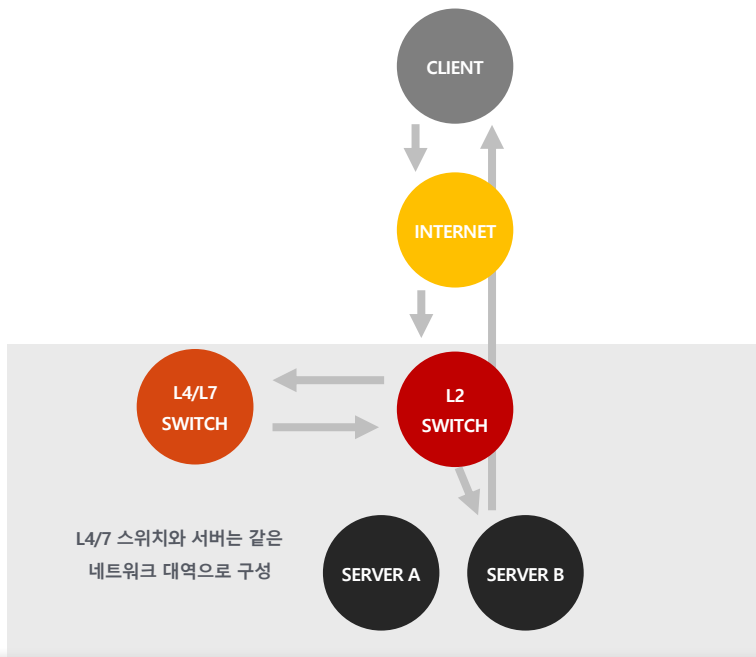 CLIENT
INTERNET
L4/L7
SWITCH
L2
SWITCH
L4/7 스위치와 서버는 같은
네트워크 대역으로 구성
SERVER A
SERVER B